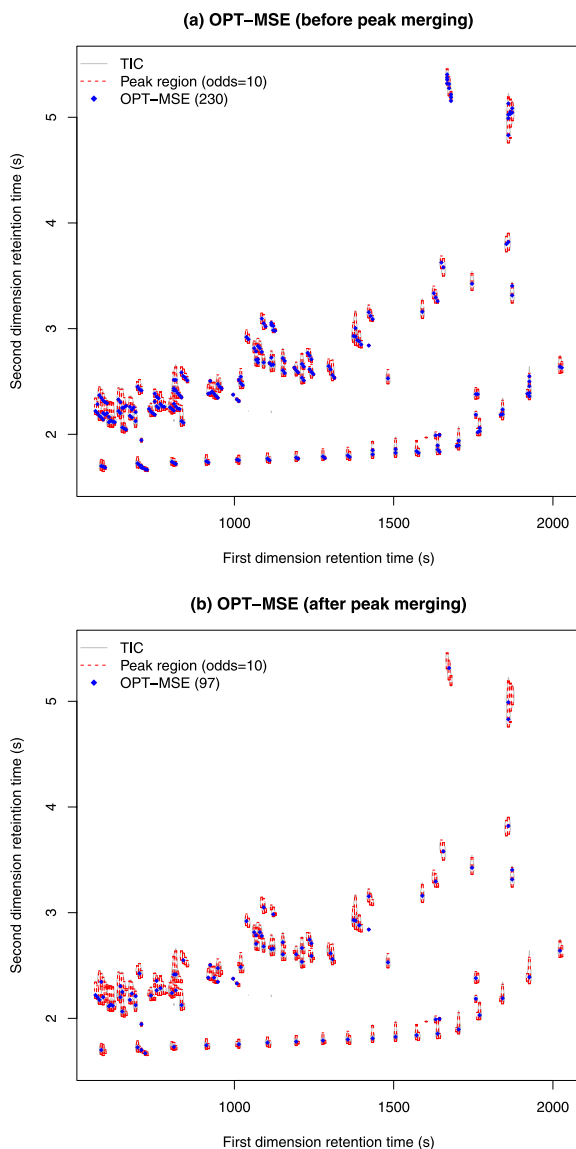 (a) OPT−MSE (before peak merging)
TIC
Peak region (odds=10)
OPT−MSE (230)
Second dimension reteintion time (s)
5
4
3
2
1000
1500
2000
First dimension retention time (s)
(b) OPT−MSE (after peak merging)
TIC
Peak region (odds=10)
OPT−MSE (97)
Second dimension reteintion time (s)
5
4
3
2
1000
1500
2000
First dimension retention time (s)